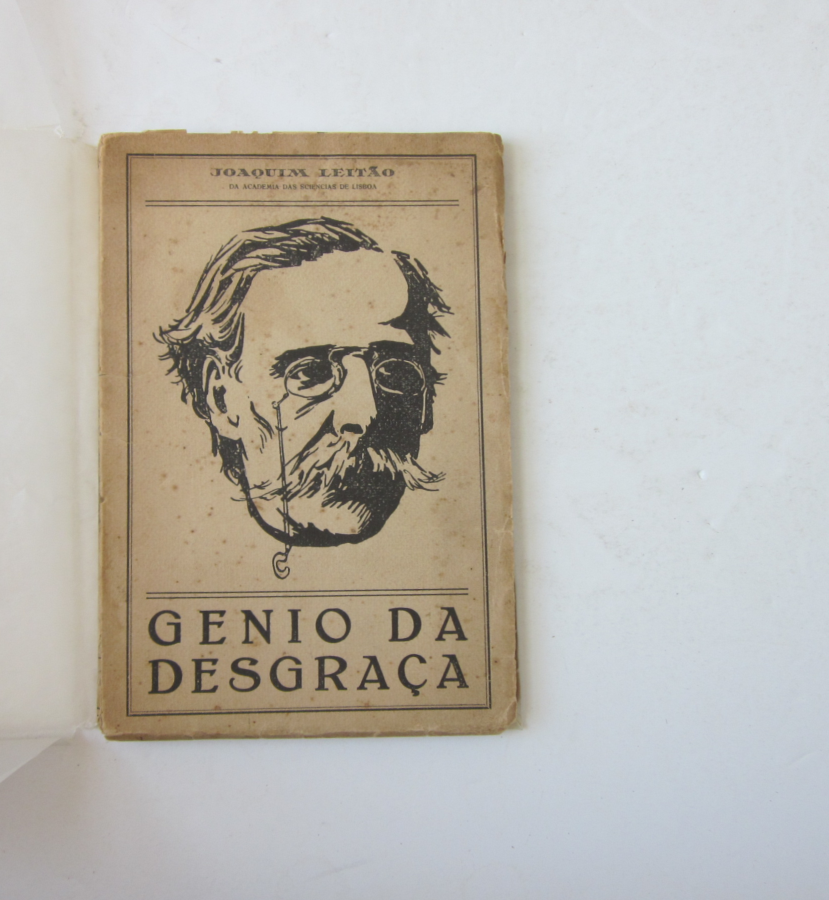 JOAQUIM LEITÃO
DA ACADEMIA DAS SCIENCIAS DE LISBOA
GENIO DA
DESGRAÇA